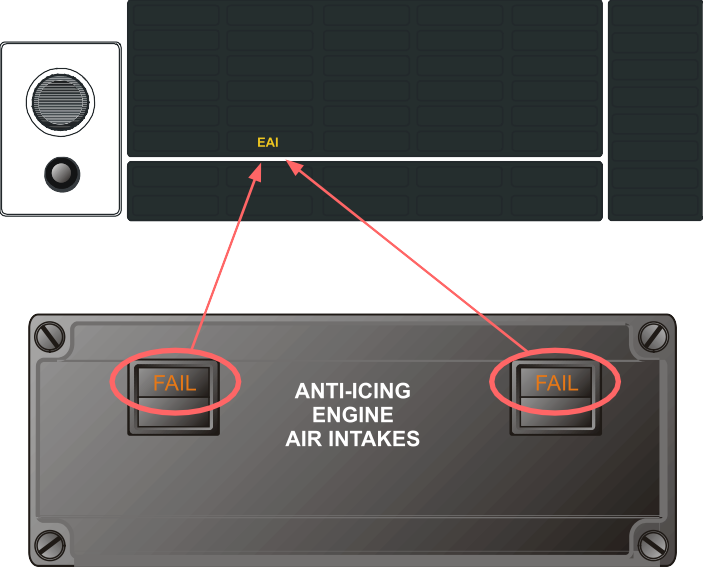 EAI
FAIL
FAIL
ANTI-ICING
ENGINE
AIR INTAKES